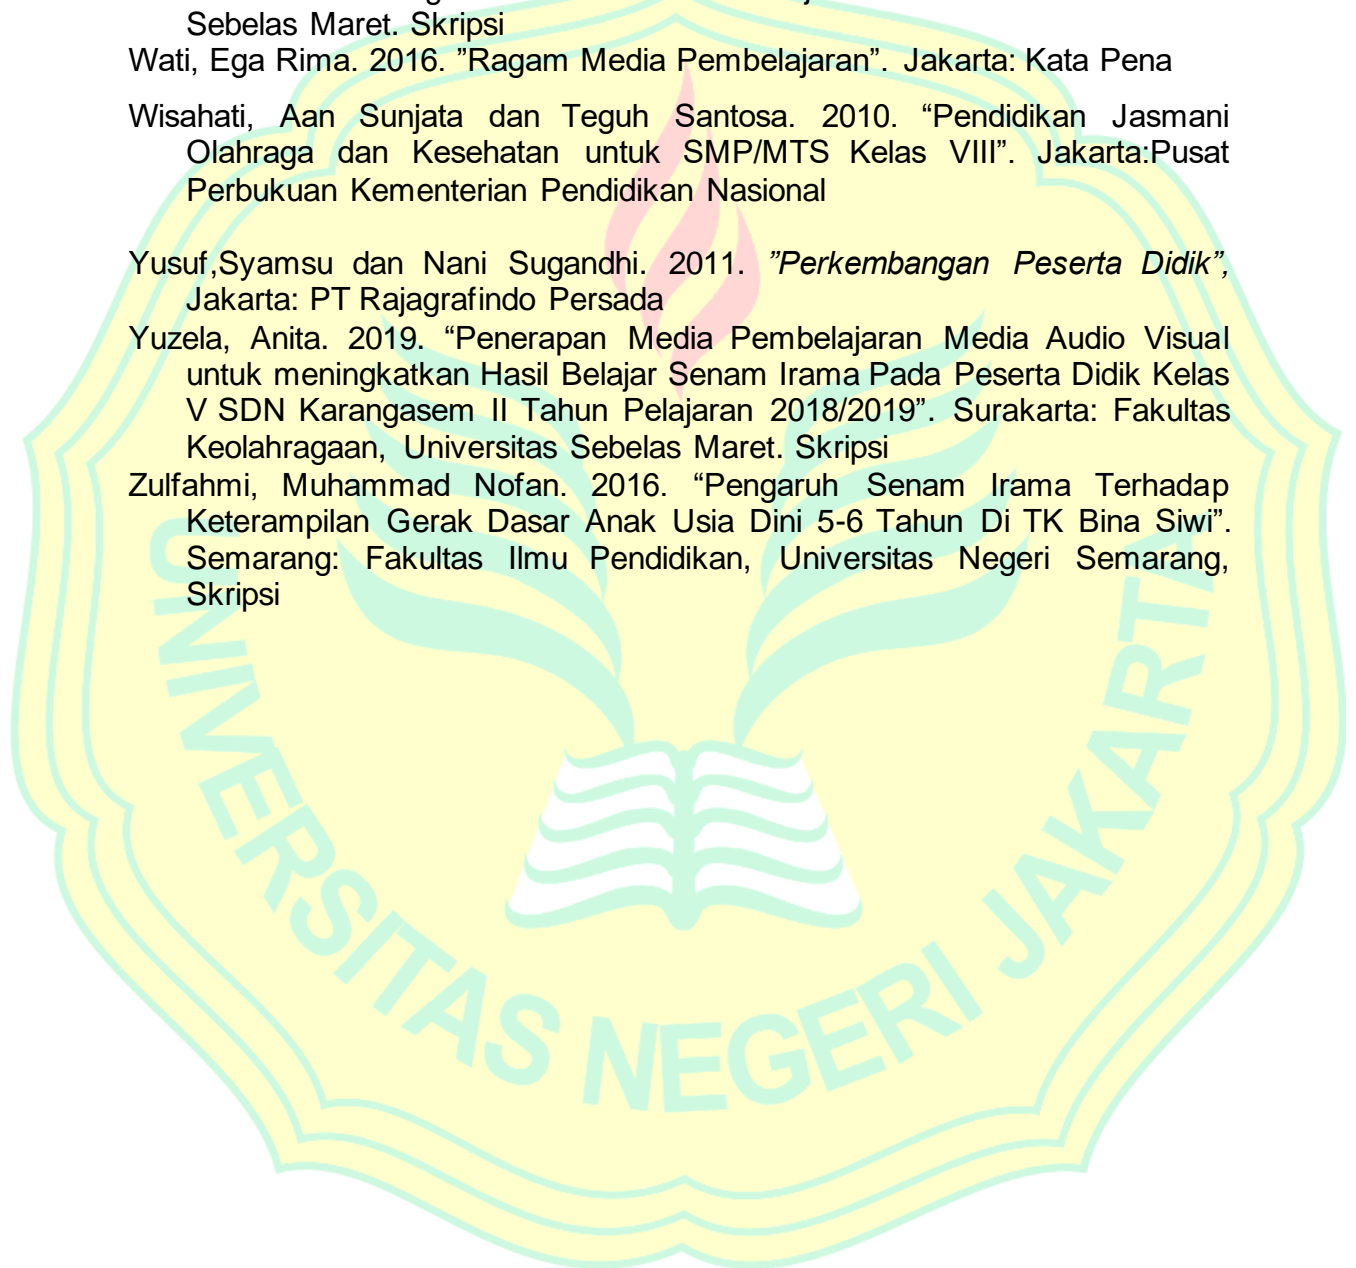 Sebelas Maret. Skripsi
Wati, Ega Rima. 2016. ”Ragam Media Pembelajaran”. Jakarta: Kata Pena
Wisahati, Aan Sunjata dan Teguh Santosa. 2010. “Pendidikan Jasmani
Olahraga dan Kesehatan untuk SMP/MTS Kelas VIII”. Jakarta:Pusat
Perbukuan Kementerian Pendidikan Nasional
Yusuf,Syamsu dan Nani Sugandhi. 2011. ”Perkembangan Peserta Didik”,
Jakarta: PT Rajagrafindo Persada
Yuzela, Anita. 2019. “Penerapan Media Pembelajaran Media Audio Visual
untuk meningkatkan Hasil Belajar Senam Irama Pada Peserta Didik Kelas
V SDN Karangasem II Tahun Pelajaran 2018/2019”. Surakarta: Fakultas
Keolahragaan, Universitas Sebelas Maret. Skripsi
Zulfahmi, Muhammad Nofan. 2016. “Pengaruh Senam Irama Terhadap
Keterampilan Gerak Dasar Anak Usia Dini 5-6 Tahun Di TK Bina Siwi”.
Semarang: Fakultas Ilmu Pendidikan, Universitas Negeri Semarang,
Skripsi
UNIVERSITAS NEGERI JAKARTA